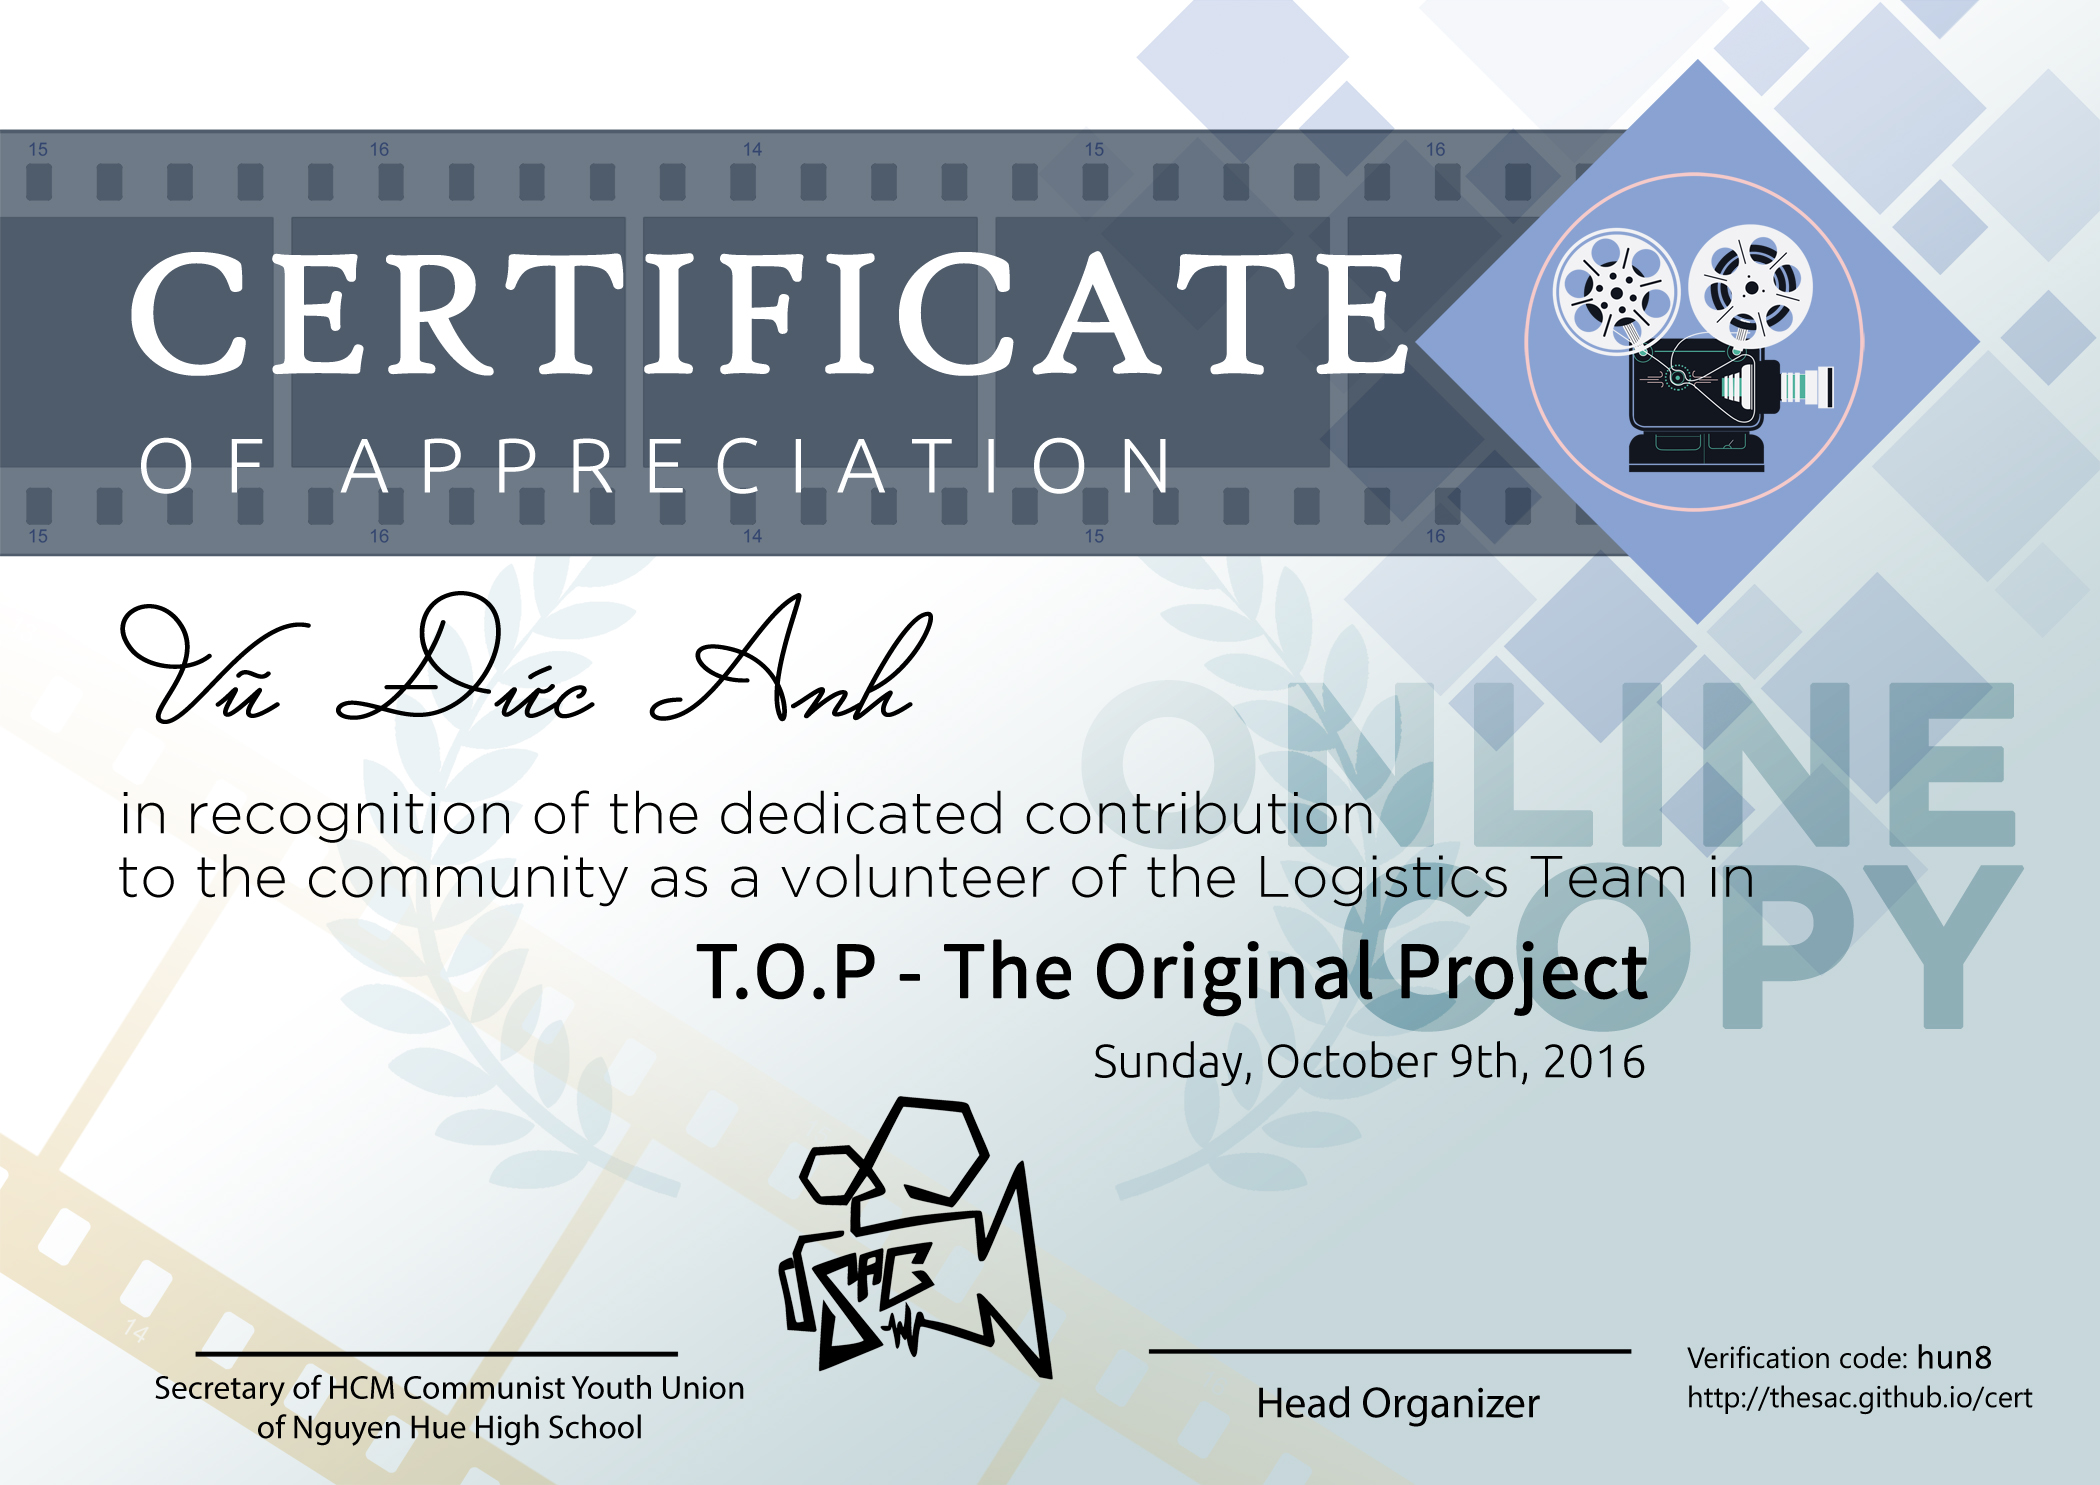 15 16 14 15 16
CERTIFICATE
OF APPRECIATION
15 16 14 15 16
Vũ Đức Anh
ONLINE
COPY
in recognition of the dedicated contribution
to the community as a volunteer of the Logistics Team in
T.O.P - The Original Project
Sunday, October 9th, 2016
SAC
14
Secretary of HCM Communist Youth Union
of Nguyen Hue High School
Head Organizer
Verification code: hun8
http://thesac.github.io/cert